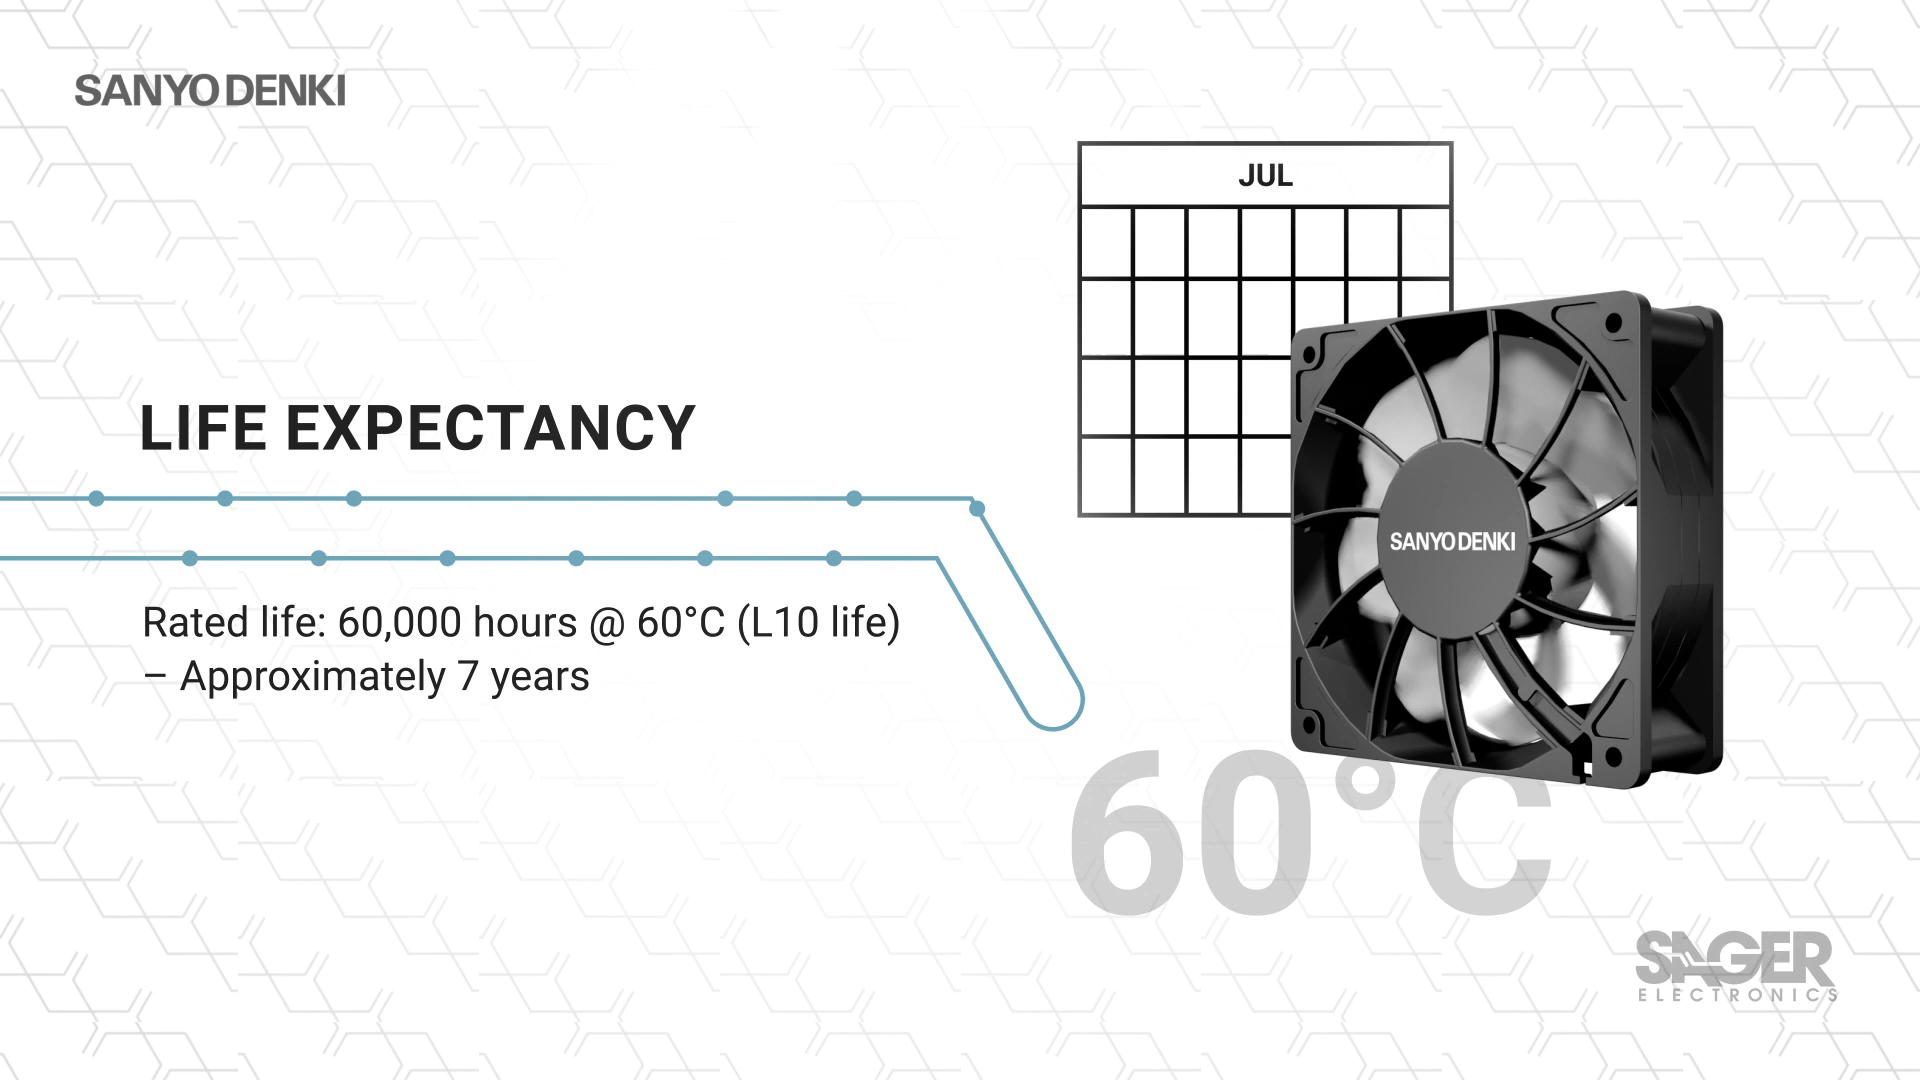 SANYO DENKI
JUL
LIFE EXPECTANCY
Rated life: 60,000 hours @ 60°C (L10 life)
– Approximately 7 years
SANYO DENKI
60°C
SAGER
ELECTRONICS